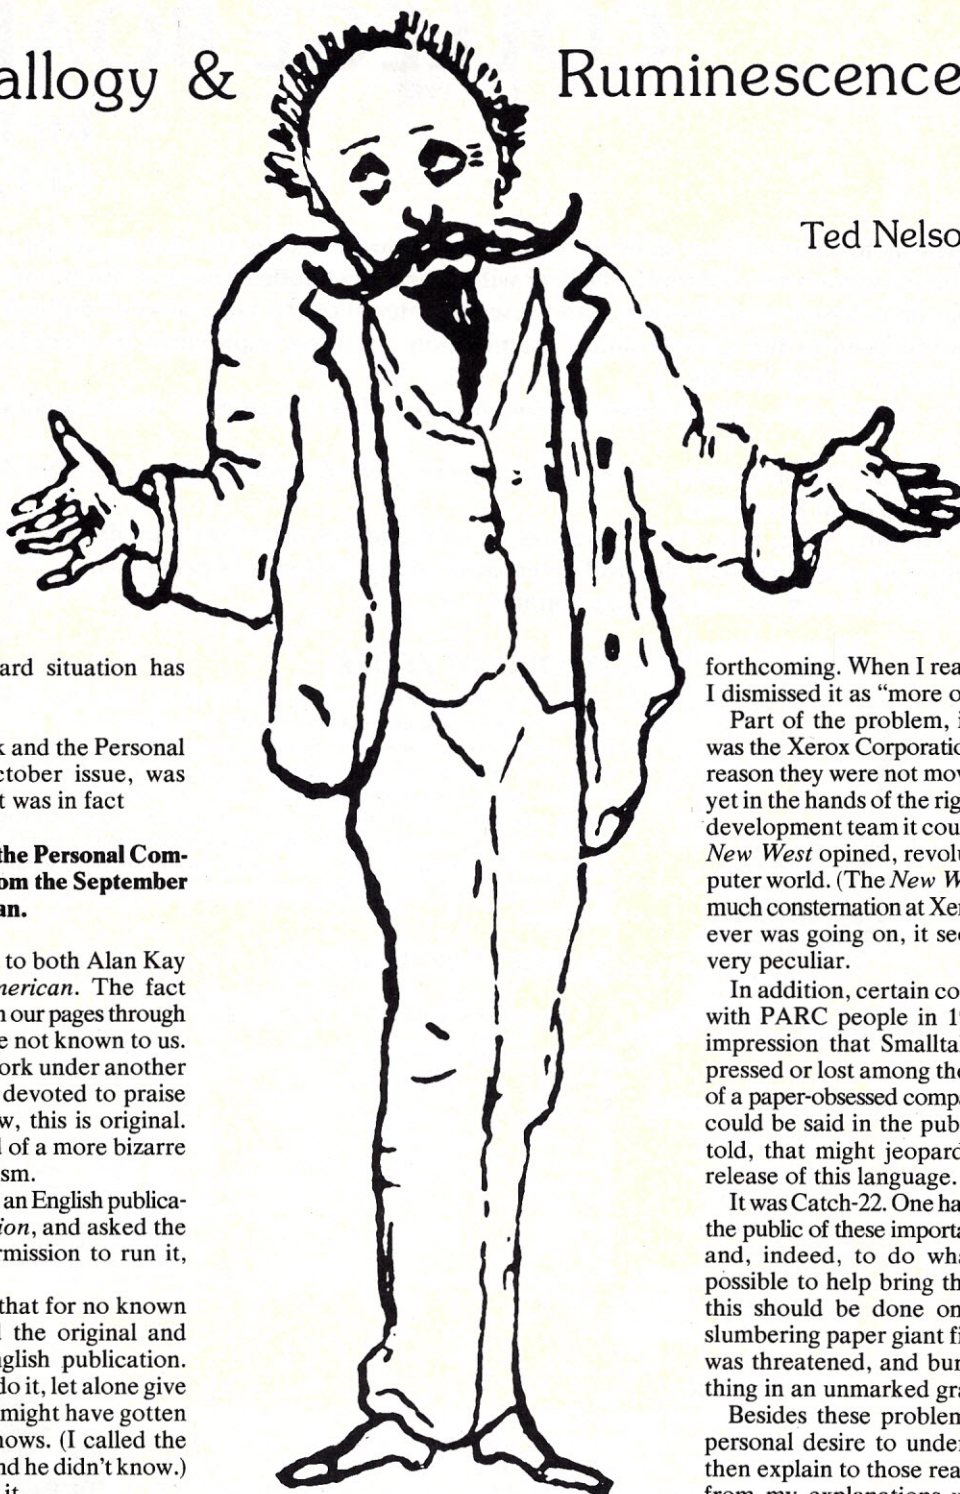 allogy & Ruminescence
Ted Nelso
ard situation has
k and the Personal
ctober issue, was
t was in fact
the Personal Com-
om the September
an.
to both Alan Kay
nerican. The fact
n our pages through
e not known to us.
ork under another
devoted to praise
w, this is original.
l of a more bizarre
sm.
an English publica-
ion, and asked the
rmission to run it,
that for no known
l the original and
nglish publication.
do it, let alone give
might have gotten
nows. (I called the
nd he didn't know.)
it.
forthcoming. When I rea
I dismissed it as “more o
Part of the problem, i
was the Xerox Corporatio
reason they were not mov
yet in the hands of the rig
development team it cou
New West opined, revolu
puter world. (The New W
much consternation at Xer
ever was going on, it see
very peculiar.
In addition, certain co
with PARC people in 1
impression that Smallta
pressed or lost among the
of a paper-obsessed comp
could be said in the pub
told, that might jeopard
release of this language.
It was Catch-22. One ha
the public of these importa
and, indeed, to do wha
possible to help bring th
this should be done on
slumbering paper giant fi
was threatened, and bur
thing in an unmarked gra
Besides these problem
personal desire to unde
then explain to those rea
from my explanations